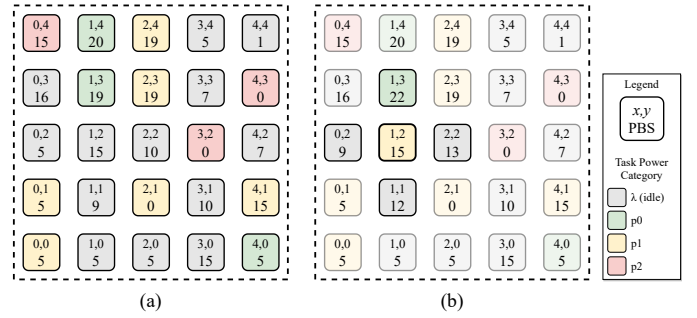 0,4 1,4 2,4 3,4 4,4 0,4 1,4 2,4 3,4 4,4
15 20 19 5 1 15 20 19 5 1
0,3 1,3 2,3 3,3 4,3 0,3 1,3 2,3 3,3 4,3
16 19 19 7 0 16 22 19 7 0
Legend
x,y
PBS
0,2 1,2 2,2 3,2 4,2 0,2 1,2 2,2 3,2 4,2
5 15 10 0 7 9 15 13 0 7
Task Power
Category
0,1 1,1 2,1 3,1 4,1 0,1 1,1 2,1 3,1 4,1
5 9 0 10 15 5 12 0 10 15
λ (idle)
p0
0,0 1,0 2,0 3,0 4,0 0,0 1,0 2,0 3,0 4,0
5 5 5 15 5 5 5 5 15 5
p1
p2
(a) (b)